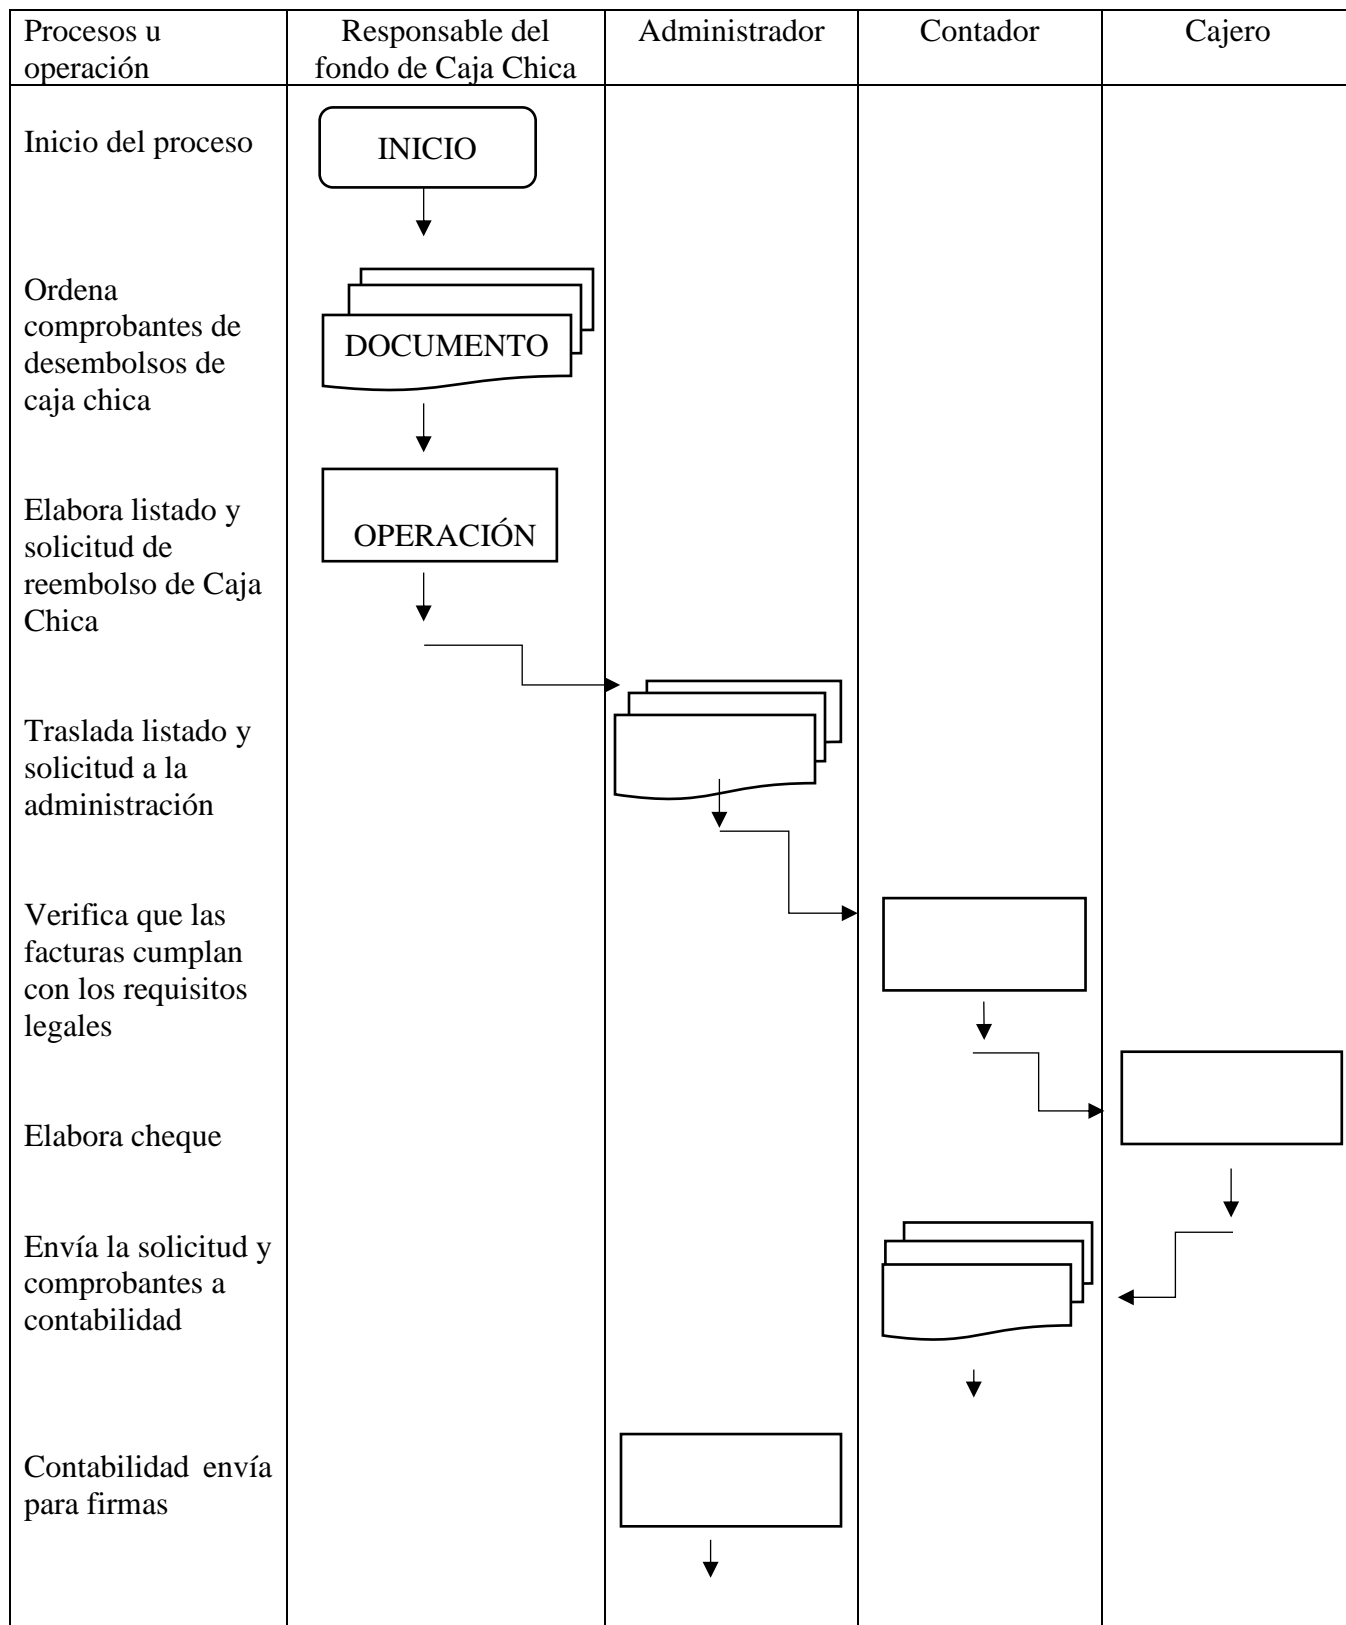 Procesos u
operación
Responsable del
fondo de Caja Chica
Administrador
Contador
Cajero
Inicio del proceso
INICIO
Ordena
comprobantes de
desembolsos de
caja chica
DOCUMENTO
Elabora listado y
solicitud de
reembolso de Caja
Chica
OPERACIÓN
Traslada listado y
solicitud a la
administración
Verifica que las
facturas cumplan
con los requisitos
legales
Elabora cheque
Envía la solicitud y
comprobantes a
contabilidad
Contabilidad envía
para firmas